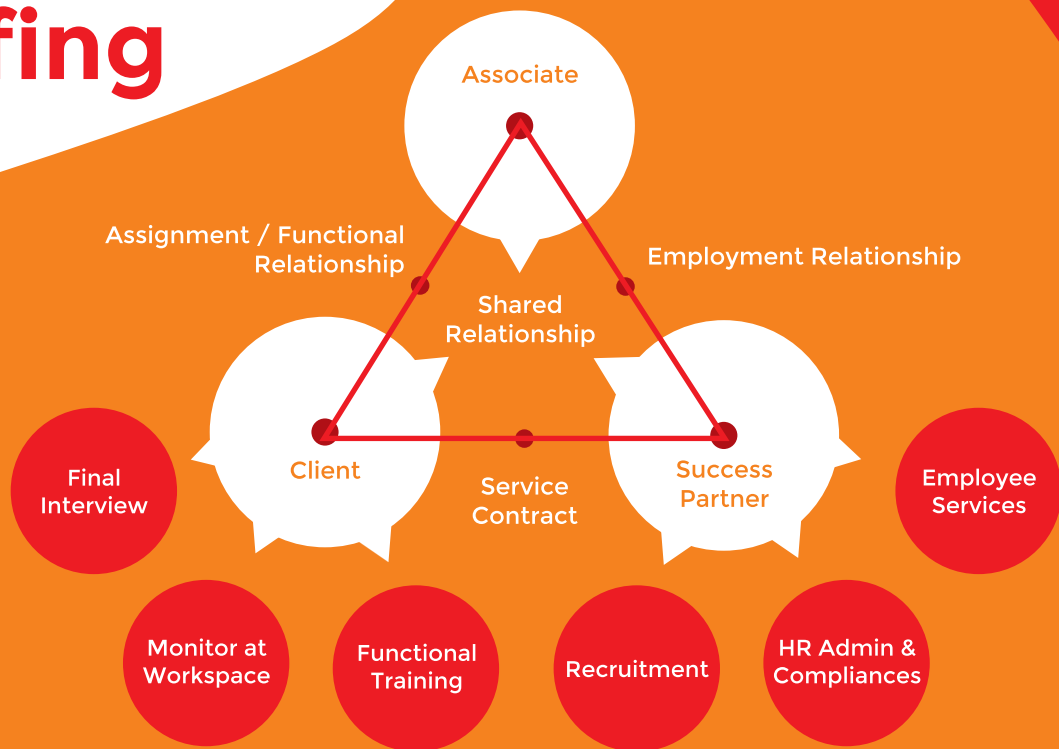 fing
Associate
Assignment / Functional
Relationship
Employment Relationship
Shared
Relationship
Client
Success
Partner
Service
Contract
Final
Interview
Employee
Services
Monitor at
Workspace
Functional
Training
Recruitment
HR Admin &
Compliances